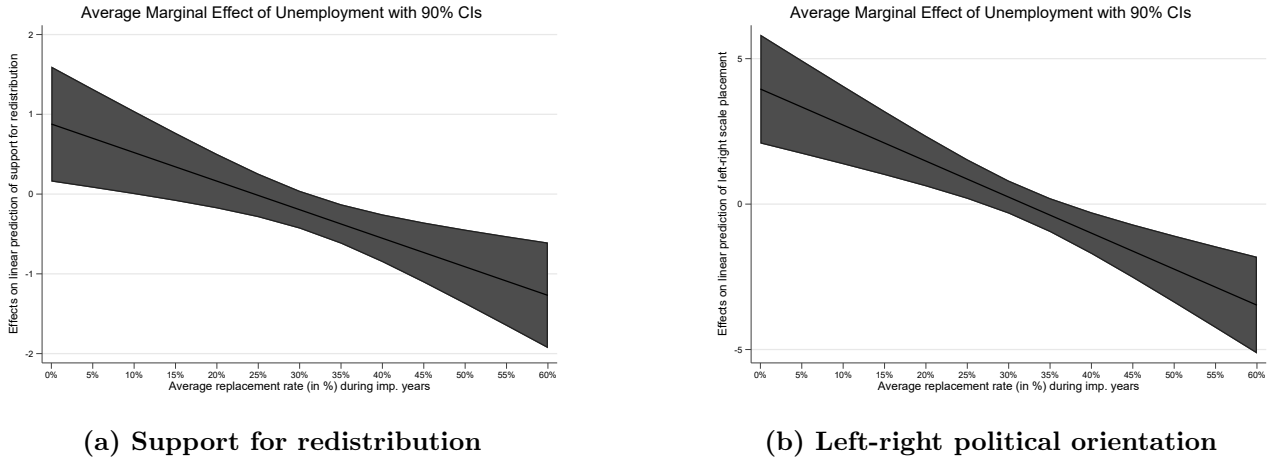 Average Marginal Effect of Unemployment with 90% CIs
Effects on linear prediction of support for redistribution
2
1
0
-1
-2
0% 5% 10% 15% 20% 25% 30% 35% 40% 45% 50% 55% 60%
Average replacement rate (in %) during imp. years
(a) Support for redistribution
Average Marginal Effect of Unemployment with 90% CIs
Effects on linear prediction of left-right scale placement
5
0
-5
0% 5% 10% 15% 20% 25% 30% 35% 40% 45% 50% 55% 60%
Average replacement rate (in %) during imp. years
(b) Left-right political orientation